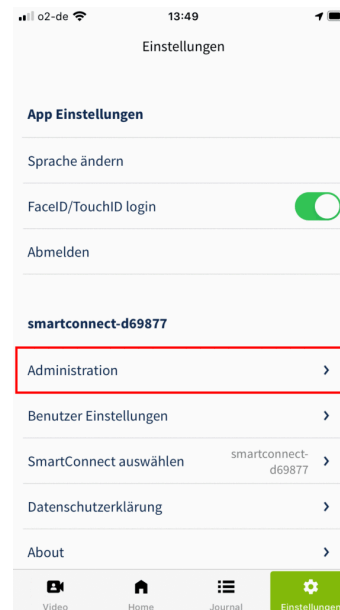 o2-de 13:49
Einstellungen
App Einstellungen
Sprache ändern
FaceID/TouchID login
Abmelden
smartconnect-d69877
Administration
Benutzer Einstellungen
SmartConnect auswählen smartconnect-
d69877
Datenschutzerklärung
About
Video Home Journal Einstellungen